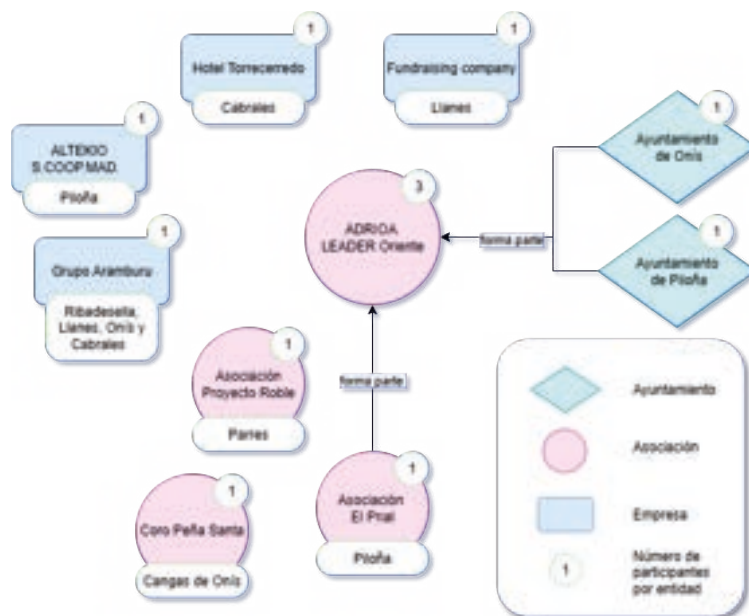 1
Hotel Torrecerredo
Cabrales
1
Fundraising company
Llanes
1
ALTEKIO
S.COOP.MAD.
Piloña
1
Ayuntamiento
de Onís
3
ADRIOA
LEADER Oriente
forma parte
1
Ayuntamiento
de Piloña
1
Grupo Aramburu
Ribadesella,
Llanes, Onís y
Cabrales
1
Asociación
Proyecto Roble
Parres
forma parte
1
Coro Peña Santa
Cangas de Onís
1
Asociación
El Prial
Piloña
Ayuntamiento
Asociación
Empresa
1
Número de
participantes
por entidad